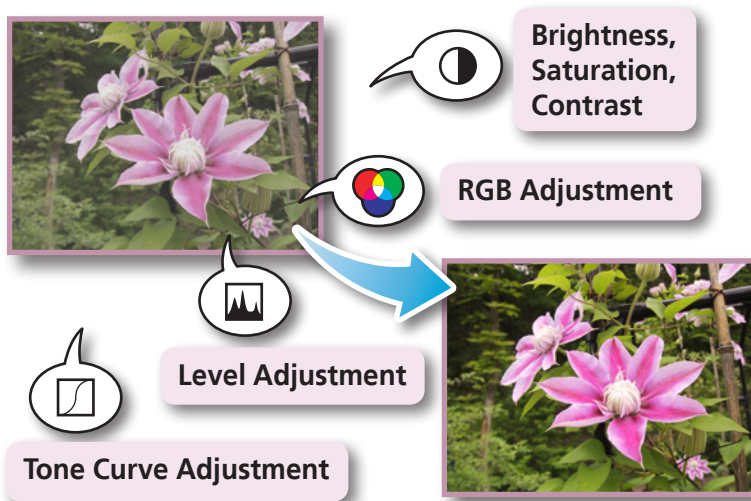 Brightness,
Saturation,
Contrast
RGB Adjustment
Level Adjustment
Tone Curve Adjustment